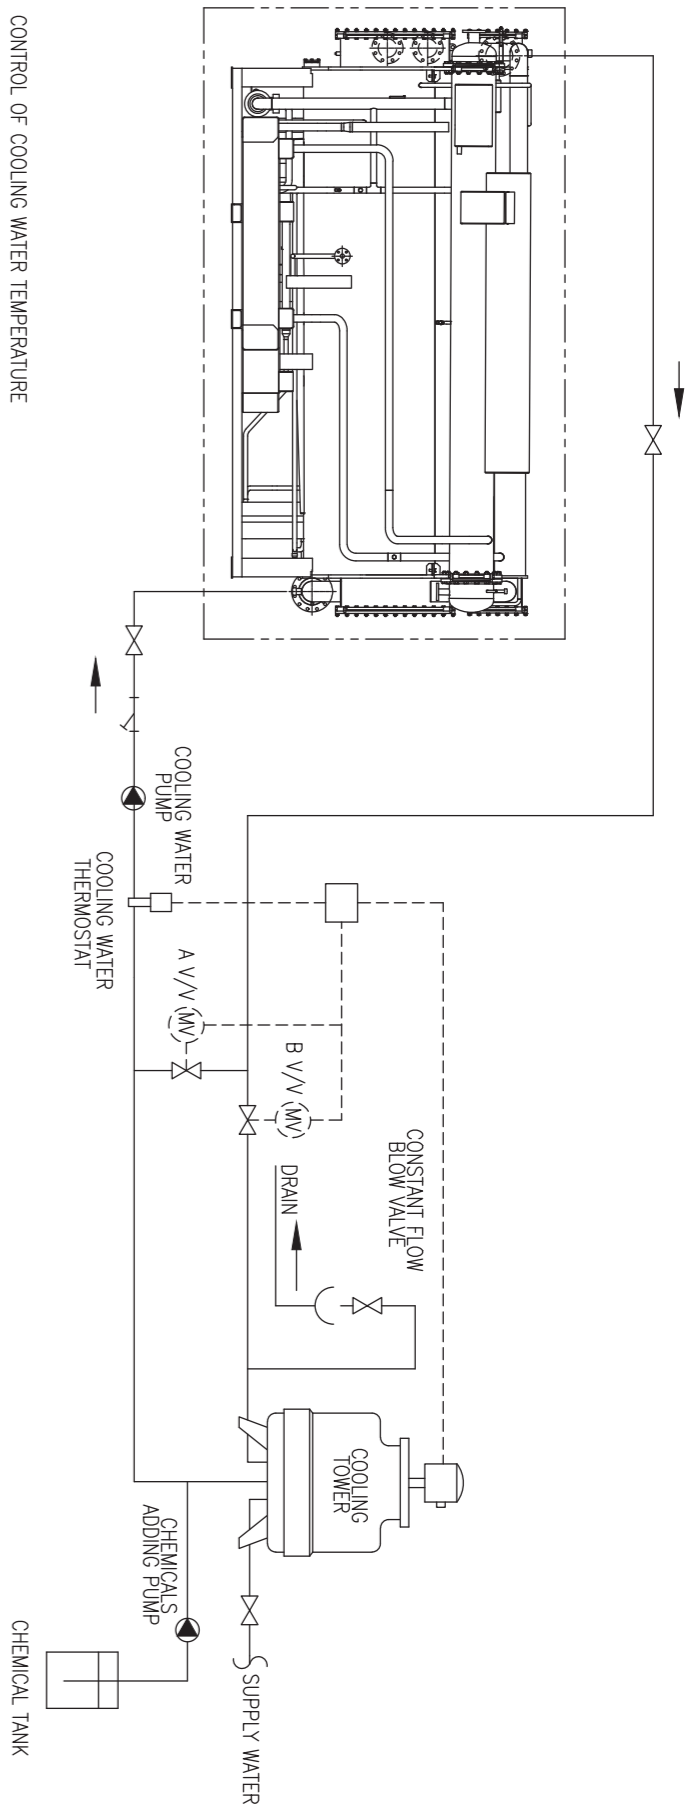 CONSTANT FLOW
BLOW VALVE
COOLING
TOWER
B V/V
MV
DRAIN
A V/V
MV
COOLING WATER
PUMP
COOLING WATER
THERMOSTAT
SUPPLY WATER
CHEMICALS
ADDING PUMP
CHEMICAL TANK
CONTROL OF COOLING WATER TEMPERATURE